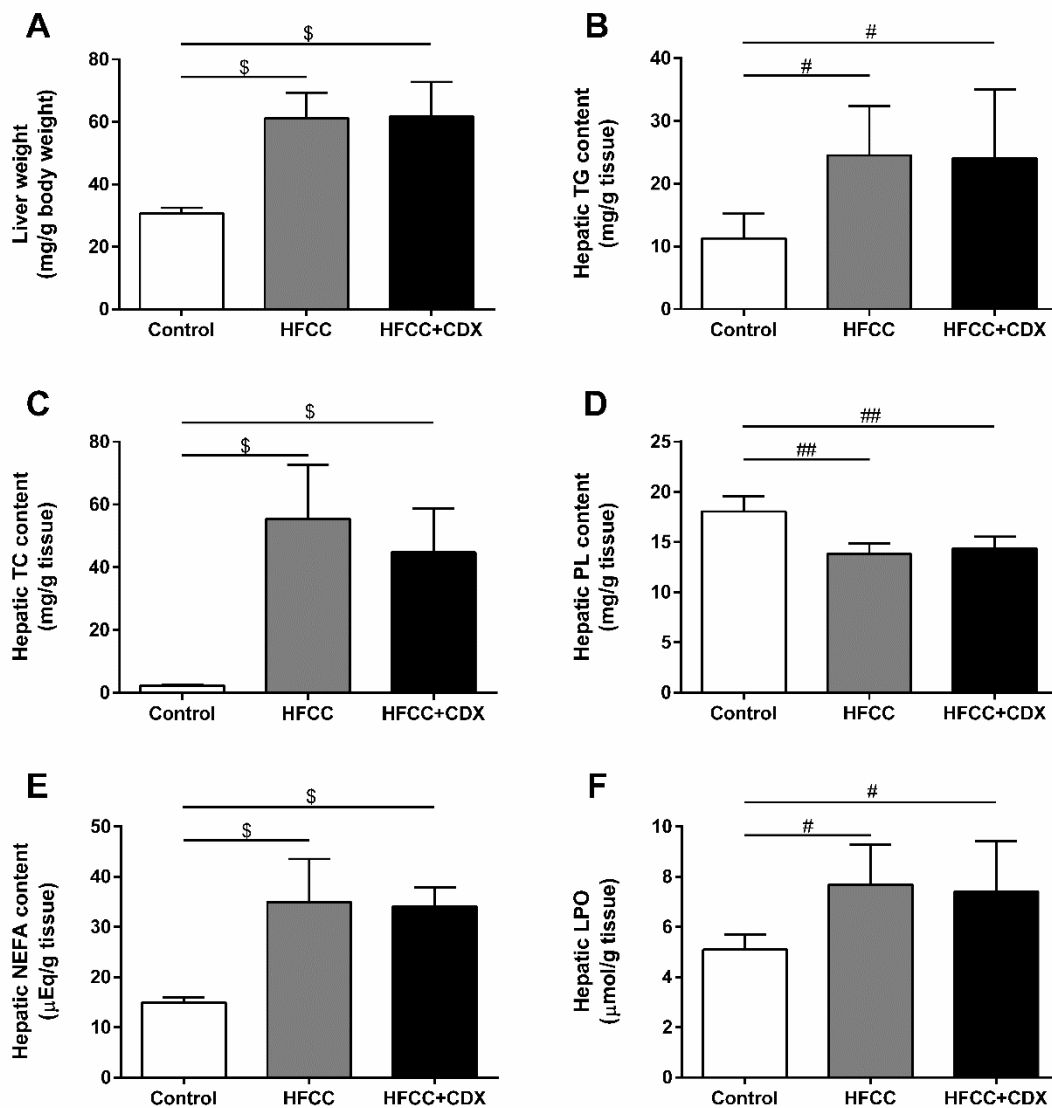 A
$
$
80
60
40
20
0
Liver weight
(mg/g body weight)
Control HFCC HFCC+CDX
B
#
#
40
30
20
10
0
Hepatic TG content
(mg/g tissue)
Control HFCC HFCC+CDX
C
$
$
80
60
40
20
0
Hepatic TC content
(mg/g tissue)
Control HFCC HFCC+CDX
D
##
##
25
20
15
10
5
0
Hepatic PL content
(mg/g tissue)
Control HFCC HFCC+CDX
E
$
$
50
40
30
20
10
0
Hepatic NEFA content
(μEq/g tissue)
Control HFCC HFCC+CDX
F
#
#
10
8
6
4
2
0
Hepatic LPO
(μmol/g tissue)
Control HFCC HFCC+CDX